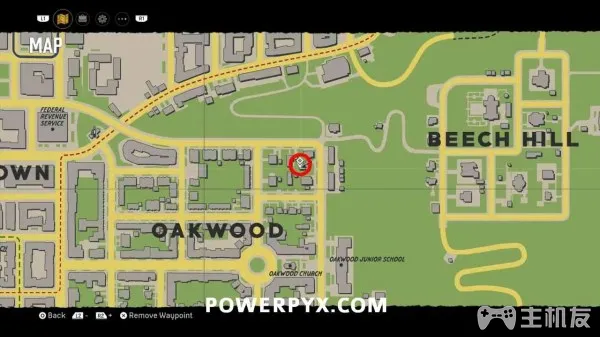 L1
R1
MAP
FEDERAL
REVENUE
SERVICE
BEECH HILL
OWN
OAKWOOD
OAKWOOD JUNIOR SCHOOL
OAKWOOD CHURCH
POWERPYX.COM
Back L2 - R2 + Remove Waypoint
主机友